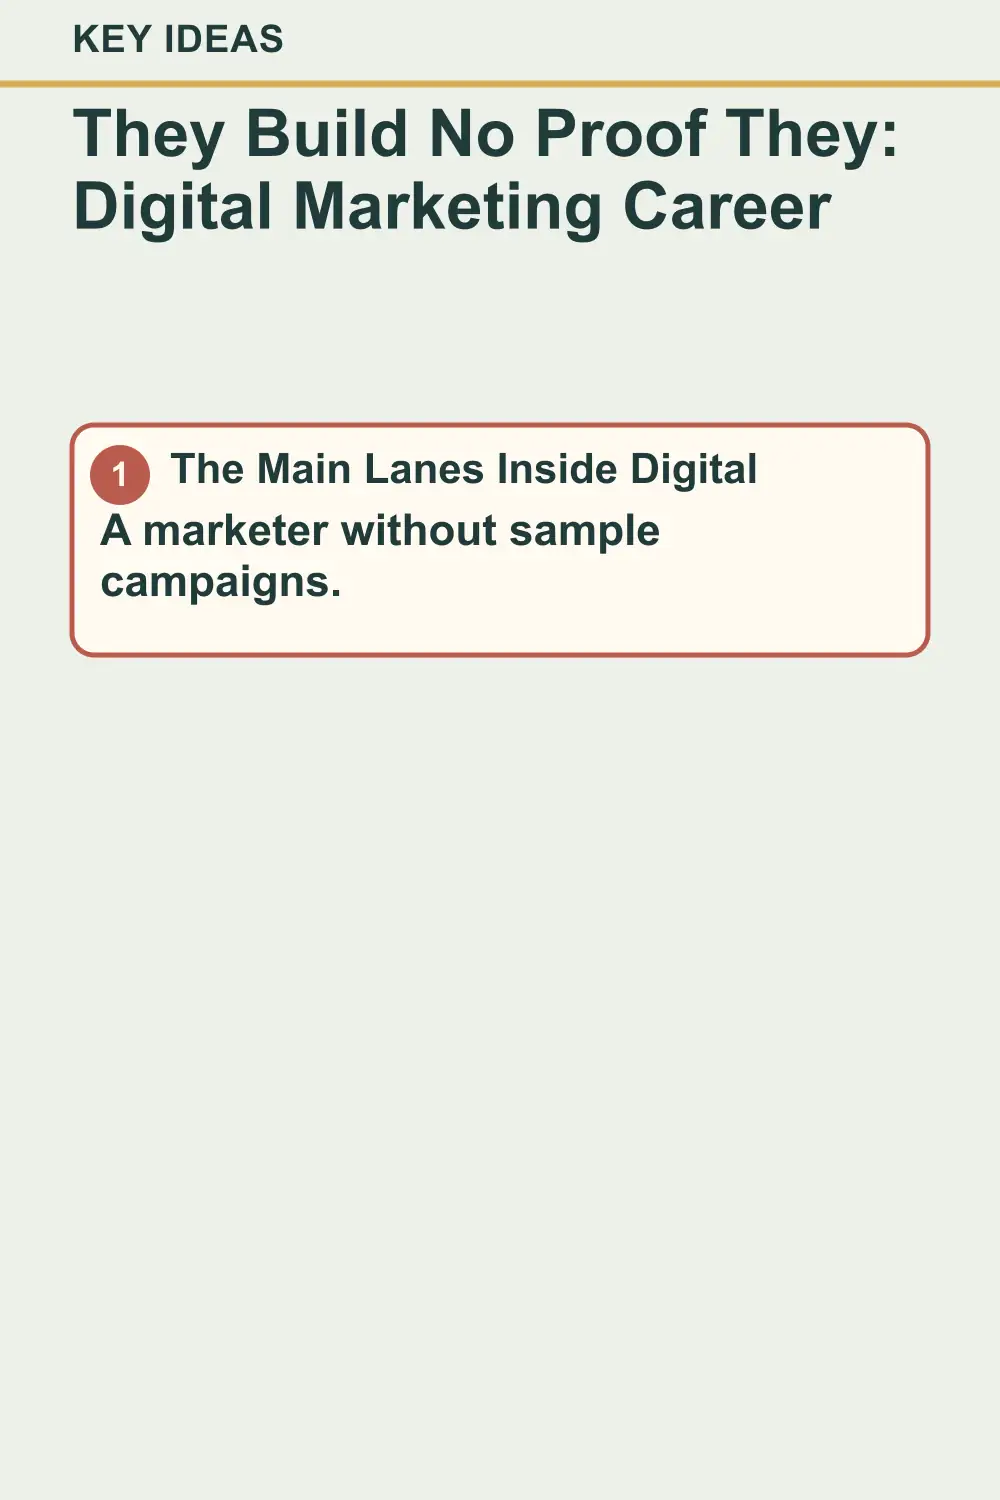 KEY IDEAS
They Build No Proof They:
Digital Marketing Career
1 The Main Lanes Inside Digital
A marketer without sample
campaigns.